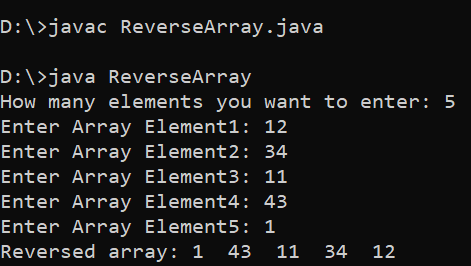 D:\>javac ReverseArray.java
D:\>java ReverseArray
How many elements you want to enter: 5
Enter Array Element1: 12
Enter Array Element2: 34
Enter Array Element3: 11
Enter Array Element4: 43
Enter Array Element5: 1
Reversed array: 1  43  11  34  12